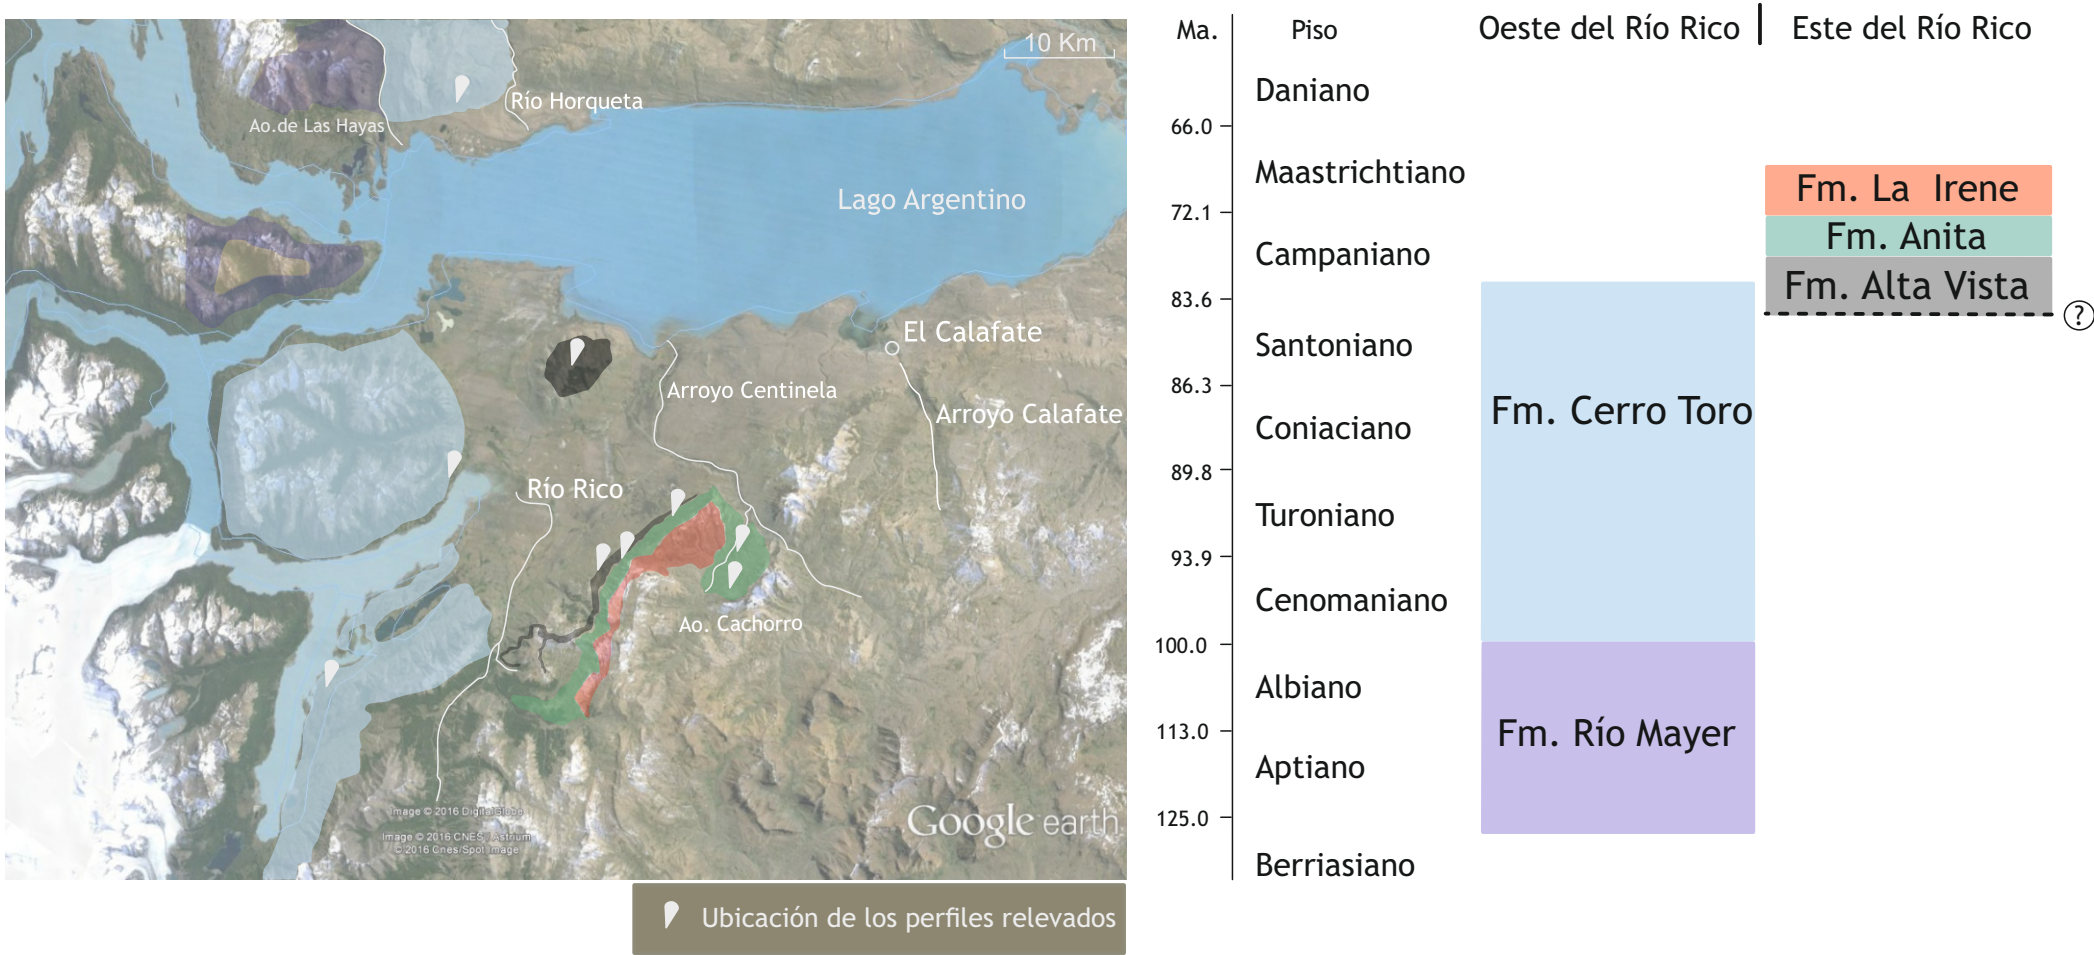 10 Km
Río Horqueta
Ao.de Las Hayas
Lago Argentino
El Calafate
Arroyo Centinela
Arroyo Calafate
Río Rico
Ao. Cachorro
Image © 2016 DigitalGlobe
Image © 2016 CNES / Astrium
© 2016 Cnes/Spot Image
Google earth
Ubicación de los perfiles relevados
Ma. Piso Oeste del Río Rico | Este del Río Rico
Daniano
66.0
Maastrichtiano
Fm. La Irene
72.1
Fm. Anita
Campaniano
Fm. Alta Vista
83.6
?
Santoniano
86.3
Fm. Cerro Toro
Coniaciano
89.8
Turoniano
93.9
Cenomaniano
100.0
Albiano
113.0
Fm. Río Mayer
Aptiano
125.0
Berriasiano